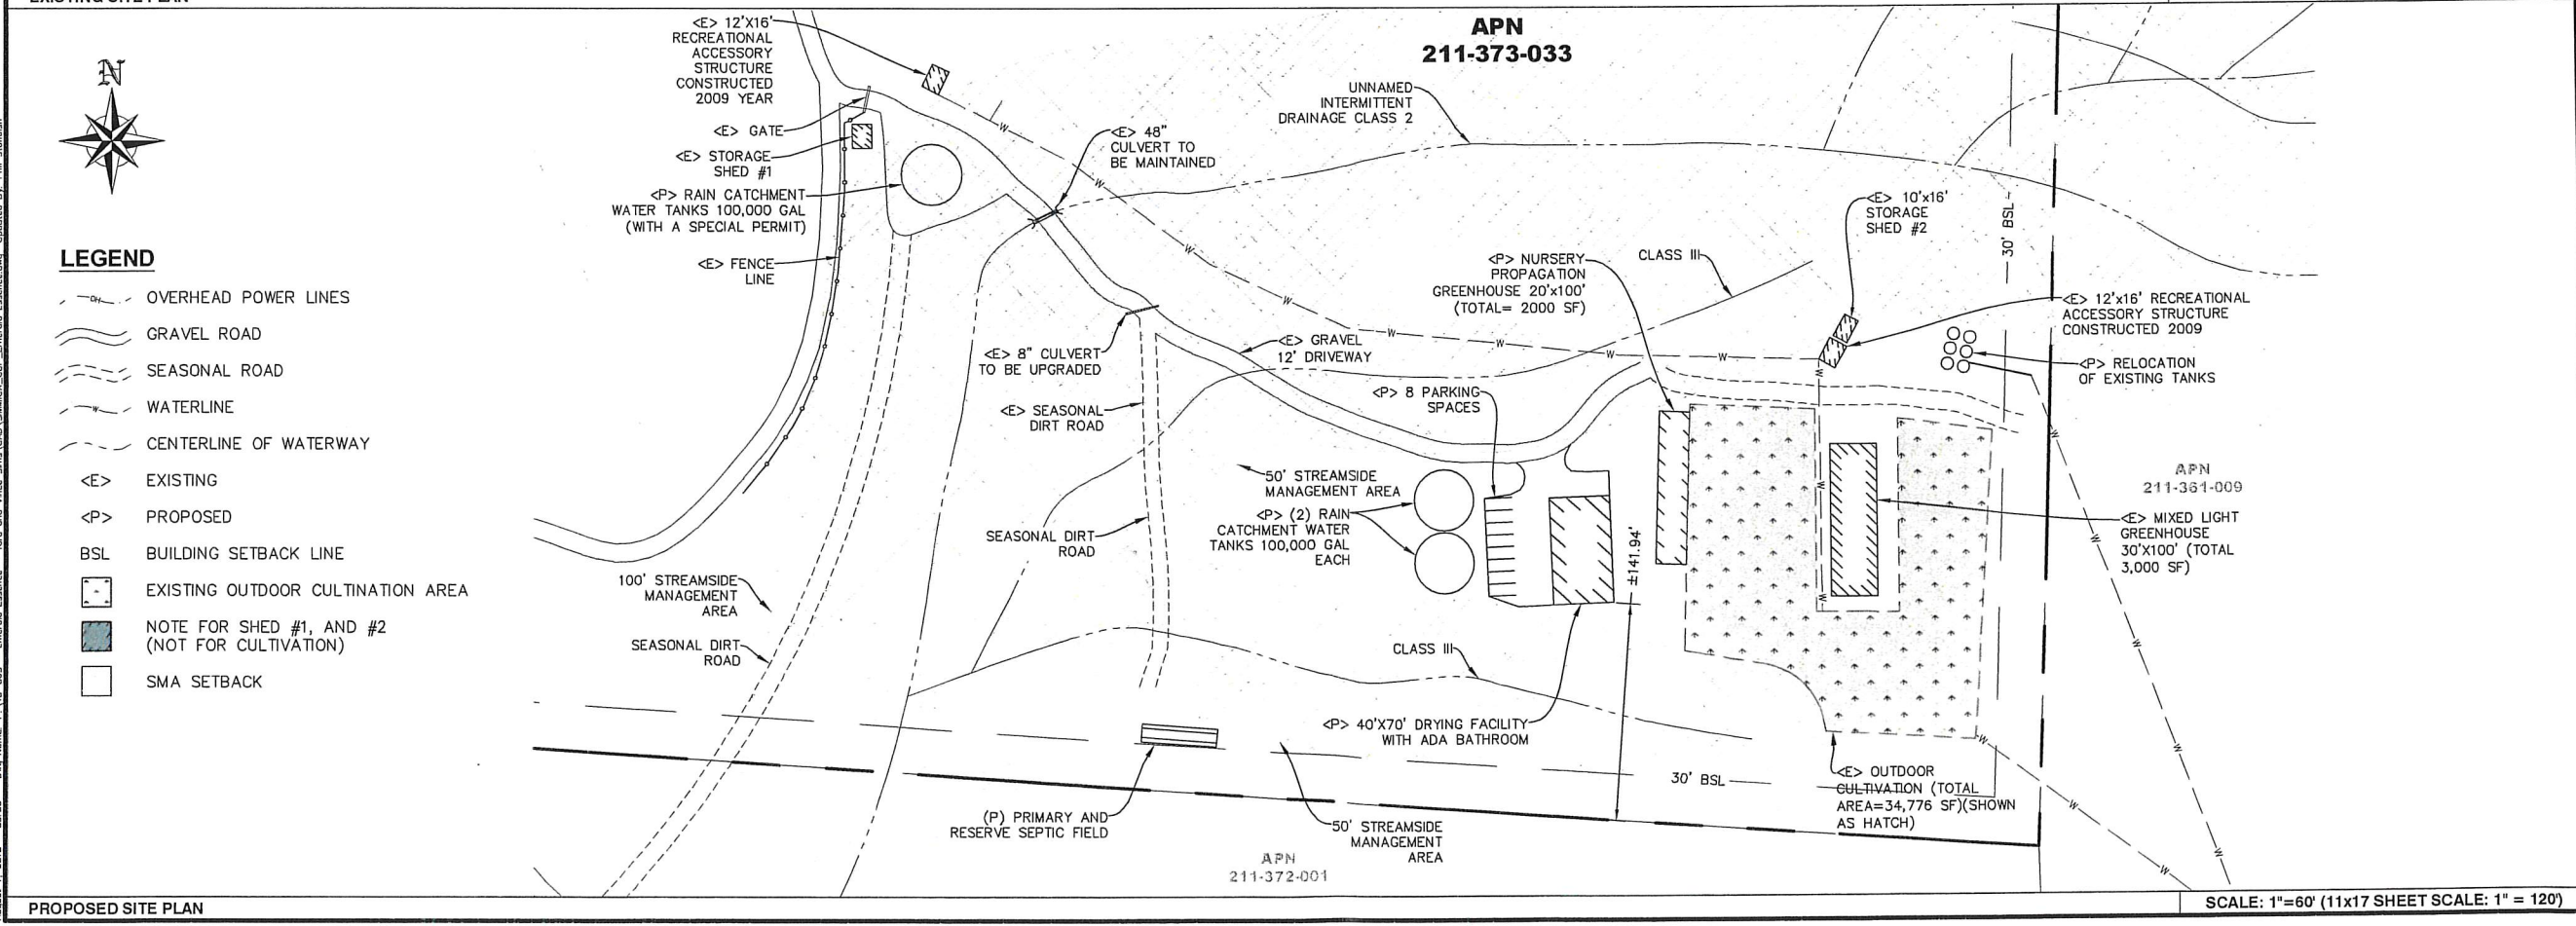 <E> 12'X16'
RECREATIONAL
ACCESSORY
STRUCTURE
CONSTRUCTED
2009 YEAR
APN
211-373-033
N
UNNAMED
INTERMITTENT
DRAINAGE CLASS 2
<E> GATE
<E> STORAGE
SHED #1
<E> 48"
CULVERT TO
BE MAINTAINED
<P> RAIN CATCHMENT
WATER TANKS 100,000 GAL
(WITH A SPECIAL PERMIT)
<E> 10'x16'
STORAGE
SHED #2
30' BSL
<E> FENCE
LINE
<P> NURSERY
PROPAGATION
GREENHOUSE 20'x100'
(TOTAL= 2000 SF)
CLASS III
<E> 12'x16' RECREATIONAL
ACCESSORY STRUCTURE
CONSTRUCTED 2009
<P> RELOCATION
OF EXISTING TANKS
<E> 8" CULVERT
TO BE UPGRADED
<E> GRAVEL
12' DRIVEWAY
<P> 8 PARKING
SPACES
<E> SEASONAL
DIRT ROAD
50' STREAMSIDE
MANAGEMENT AREA
<P> (2) RAIN
CATCHMENT WATER
TANKS 100,000 GAL
EACH
SEASONAL DIRT
ROAD
±141.94'
APN
211-361-009
<E> MIXED LIGHT
GREENHOUSE
30'X100' (TOTAL
3,000 SF)
100' STREAMSIDE
MANAGEMENT
AREA
SEASONAL DIRT
ROAD
CLASS III
<P> 40'X70' DRYING FACILITY
WITH ADA BATHROOM
30' BSL
<E> OUTDOOR
CULTIVATION (TOTAL
AREA=34,776 SF)(SHOWN
AS HATCH)
(P) PRIMARY AND
RESERVE SEPTIC FIELD
50' STREAMSIDE
MANAGEMENT
AREA
APN
211-372-001
LEGEND
OVERHEAD POWER LINES
GRAVEL ROAD
SEASONAL ROAD
WATERLINE
CENTERLINE OF WATERWAY
<E> EXISTING
<P> PROPOSED
BSL BUILDING SETBACK LINE
EXISTING OUTDOOR CULTINATION AREA
NOTE FOR SHED #1, AND #2
(NOT FOR CULTIVATION)
SMA SETBACK
PROPOSED SITE PLAN
SCALE: 1"=60' (11x17 SHEET SCALE: 1" = 120')